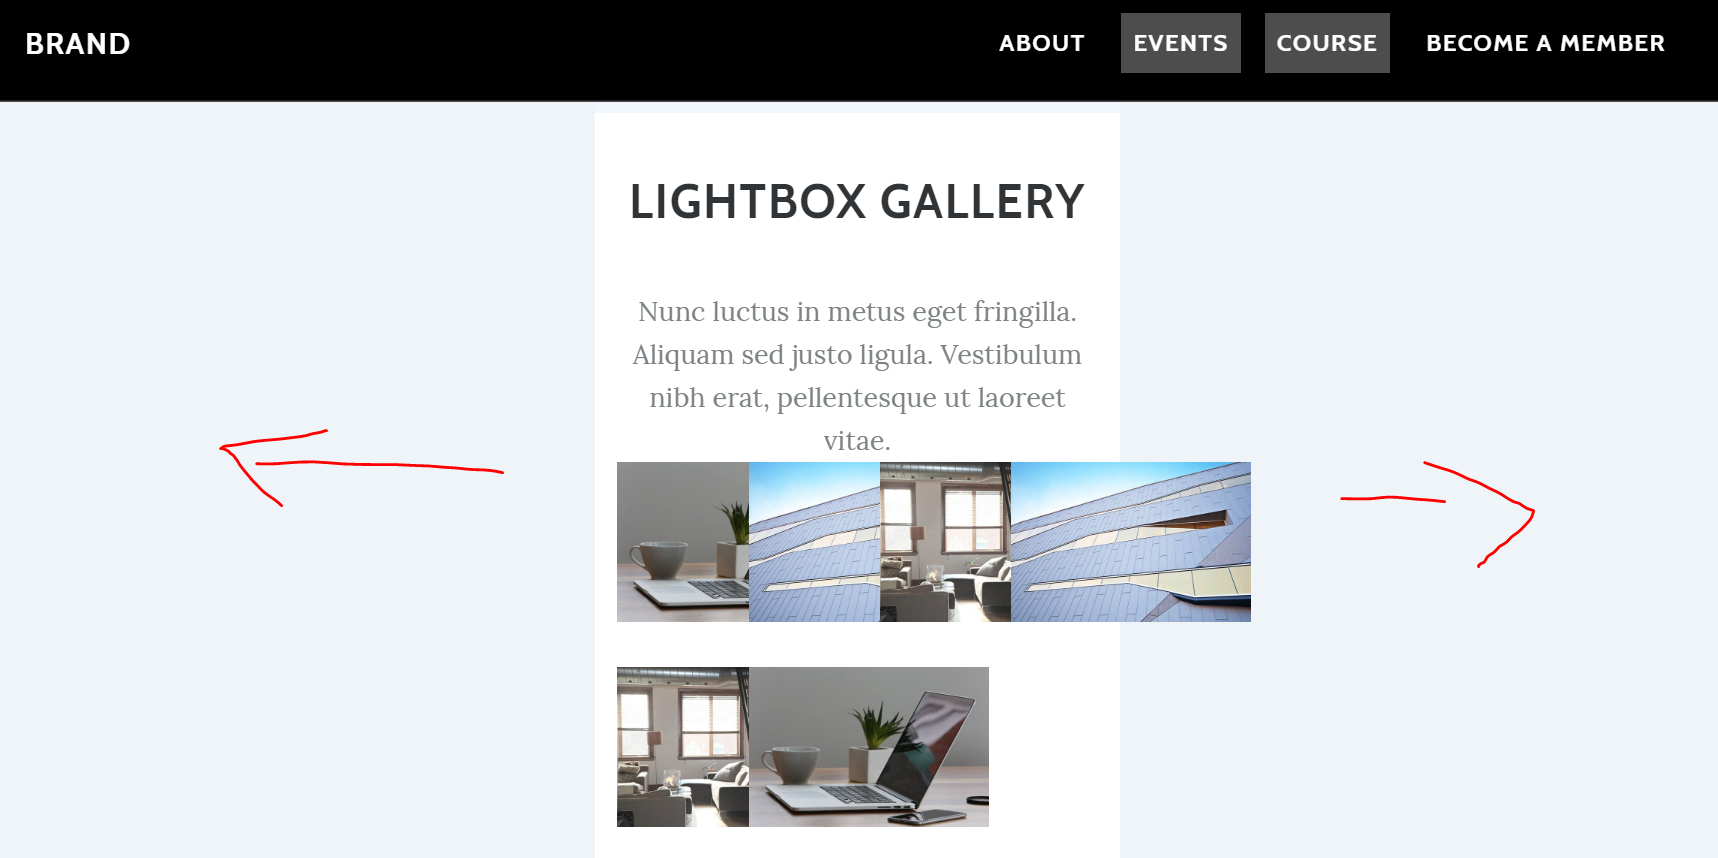 BRAND ABOUT EVENTS COURSE BECOME A MEMBER
LIGHTBOX GALLERY
Nunc luctus in metus eget fringilla.
Aliquam sed justo ligula. Vestibulum
nibh erat, pellentesque ut laoreet
vitae.